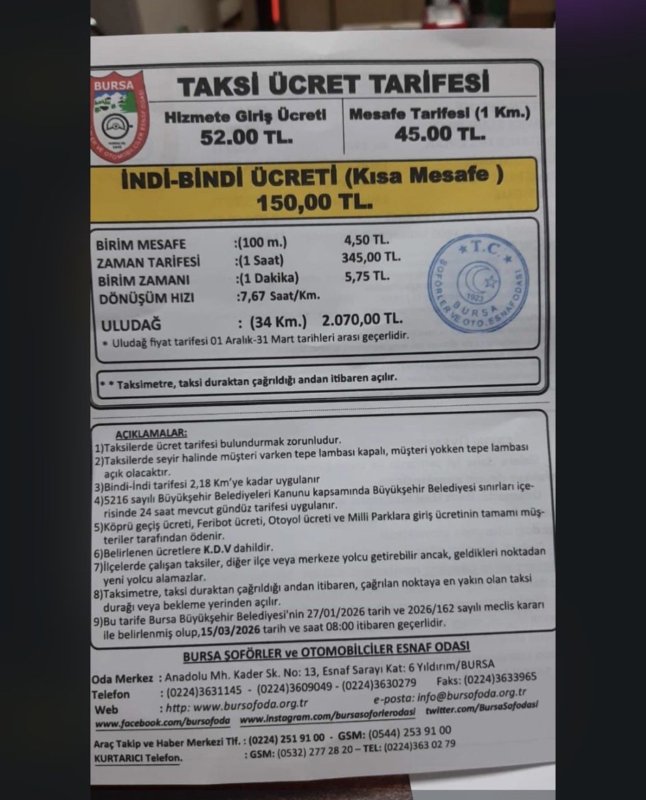 BURSA
TAKSİ ÜCRET TARİFESİ
Hizmete Giriş Ücreti
52.00 TL.
Mesafe Tarifesi (1 Km.)
45.00 TL.
İNDİ-BİNDİ ÜCRETİ (Kısa Mesafe )
150,00 TL.
BİRİM MESAFE :(100 m.) 4,50 TL.
ZAMAN TARİFESİ :(1 Saat) 345,00 TL.
BİRİM ZAMANI :(1 Dakika) 5,75 TL.
DÖNÜŞÜM HIZI :7,67 Saat/Km.
ULUDAĞ : (34 Km.) 2.070,00 TL.
* Uludağ fiyat tarifesi 01 Aralık-31 Mart tarihleri arası geçerlidir.
T.C.
ŞOFÖRLER VE OTO. ESNAF ODASI
1923
BURSA
* * Taksimetre, taksi duraktan çağrıldığı andan itibaren açılır.
AÇIKLAMALAR:
1)Taksilerde ücret tarifesi bulundurmak zorunludur.
2)Taksilerde seyir halinde müşteri varken tepe lambası kapalı, müşteri yokken tepe lambası
açık olacaktır.
3)Bindi-İndi tarifesi 2,18 Km'ye kadar uygulanır
4)5216 sayılı Büyükşehir Belediyeleri Kanunu kapsamında Büyükşehir Belediyesi sınırları içe-
risinde 24 saat mevcut gündüz tarifesi uygulanır.
5)Köprü geçiş ücreti, Feribot ücreti, Otoyol ücreti ve Milli Parklara giriş ücretinin tamamı müş-
teriler tarafından ödenir.
6)Belirlenen ücretlere K.D.V dahildir.
7)İlçelerde çalışan taksiler, diğer ilçe veya merkeze yolcu getirebilir ancak, geldikleri noktadan
yeni yolcu alamazlar.
8)Taksimetre, taksi duraktan çağrıldığı andan itibaren, çağrılan noktaya en yakın olan taksi
durağı veya bekleme yerinden açılır.
9)Bu tarife Bursa Büyükşehir Belediyesi'nin 27/01/2026 tarih ve 2026/162 sayılı meclis kararı
ile belirlenmiş olup,15/03/2026 tarih ve saat 08:00 itibaren geçerlidir.
BURSA ŞOFÖRLER ve OTOMOBİLCİLER ESNAF ODASI
Oda Merkez : Anadolu Mh. Kader Sk. No: 13, Esnaf Sarayı Kat: 6 Yıldırım/BURSA
Telefon : (0224)3631145 - (0224)3609049 - (0224)3630279 Faks: (0224)3633965
Web : http: www.bursofoda.org.tr e-posta: info@bursofoda.org.tr
www.facebook.com/bursofoda www.instagram.com/bursasoforlerodasi twitter.com/BursaSofodasi
Araç Takip ve Haber Merkezi Tlf. : (0224) 251 91 00 - GSM: (0544) 253 91 00
KURTARICI Telefon. : GSM: (0532) 277 28 20 – TEL: (0224)363 02 79